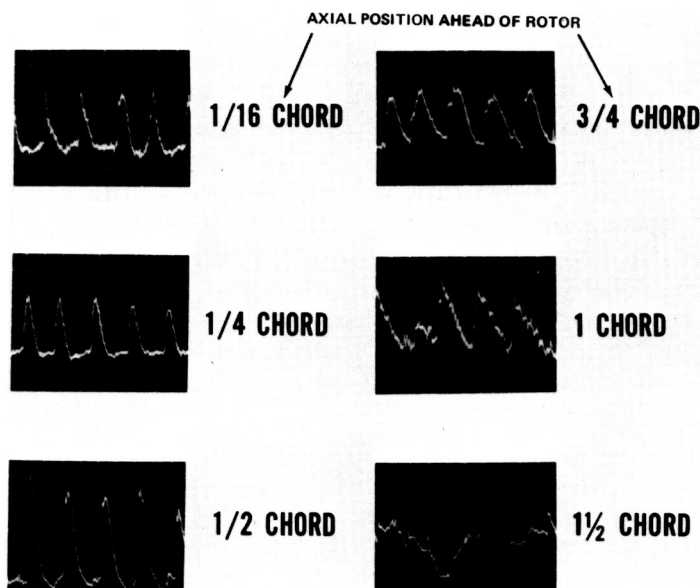 AXIAL POSITION AHEAD OF ROTOR
1/16 CHORD
3/4 CHORD
1/4 CHORD
1 CHORD
1/2 CHORD
1½ CHORD